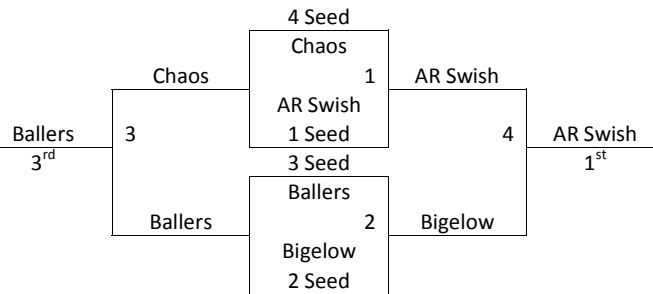 4 Seed
Chaos
Chaos
1
AR Swish
AR Swish
1 Seed
Ballers
3rd
3
4
AR Swish
1st
3 Seed
Ballers
Ballers
2
Bigelow
Bigelow
2 Seed